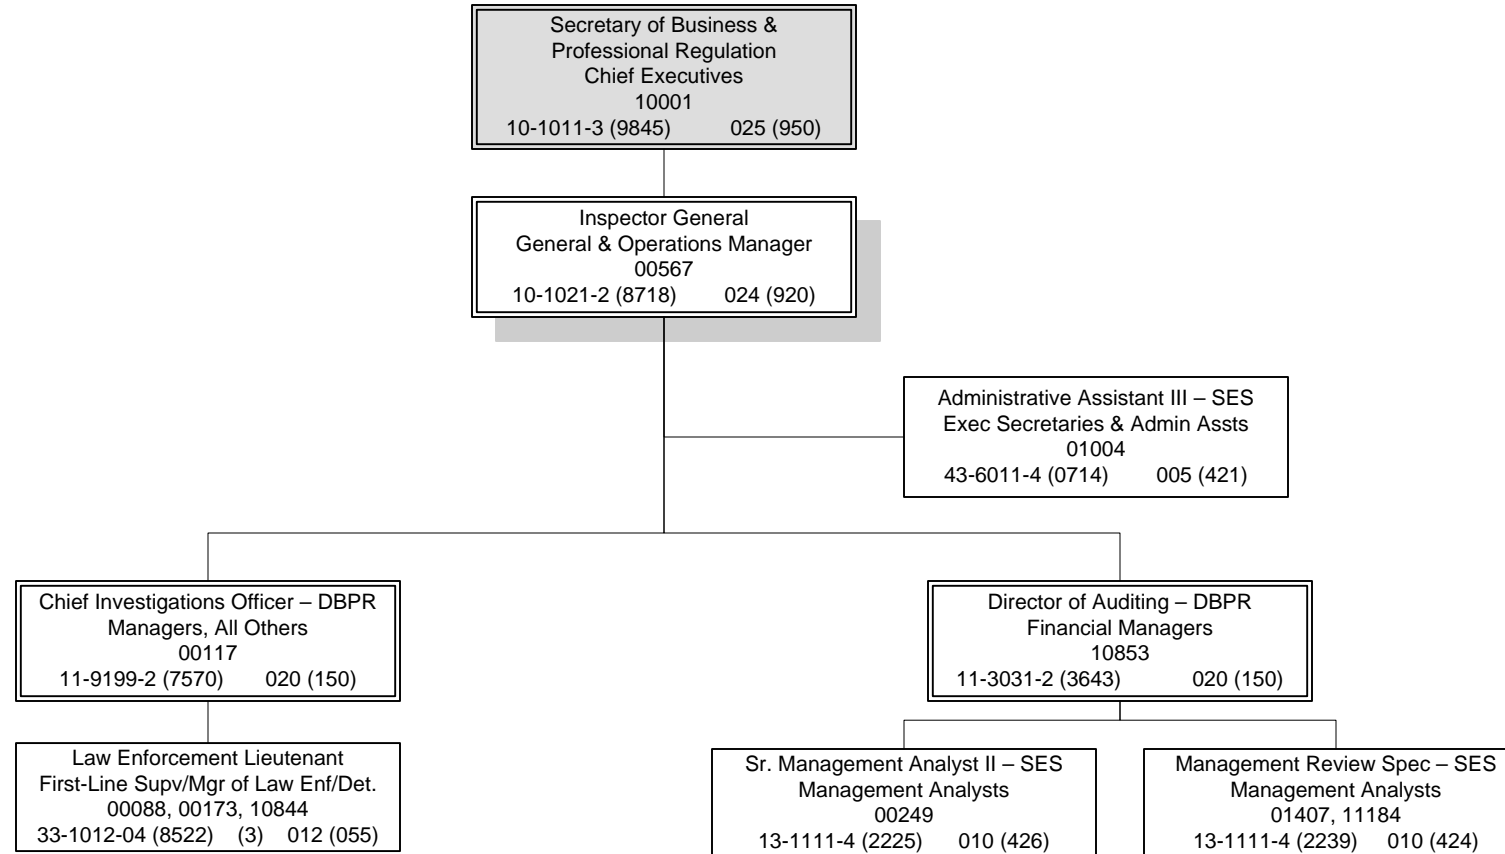 Secretary of Business &
Professional Regulation
Chief Executives
10001
10-1011-3 (9845) 025 (950)
Inspector General
General & Operations Manager
00567
10-1021-2 (8718) 024 (920)
Administrative Assistant III – SES
Exec Secretaries & Admin Assts
01004
43-6011-4 (0714) 005 (421)
Chief Investigations Officer – DBPR
Managers, All Others
00117
11-9199-2 (7570) 020 (150)
Director of Auditing – DBPR
Financial Managers
10853
11-3031-2 (3643) 020 (150)
Law Enforcement Lieutenant
First-Line Supv/Mgr of Law Enf/Det.
00088, 00173, 10844
33-1012-04 (8522) (3) 012 (055)
Sr. Management Analyst II – SES
Management Analysts
00249
13-1111-4 (2225) 010 (426)
Management Review Spec – SES
Management Analysts
01407, 11184
13-1111-4 (2239) 010 (424)